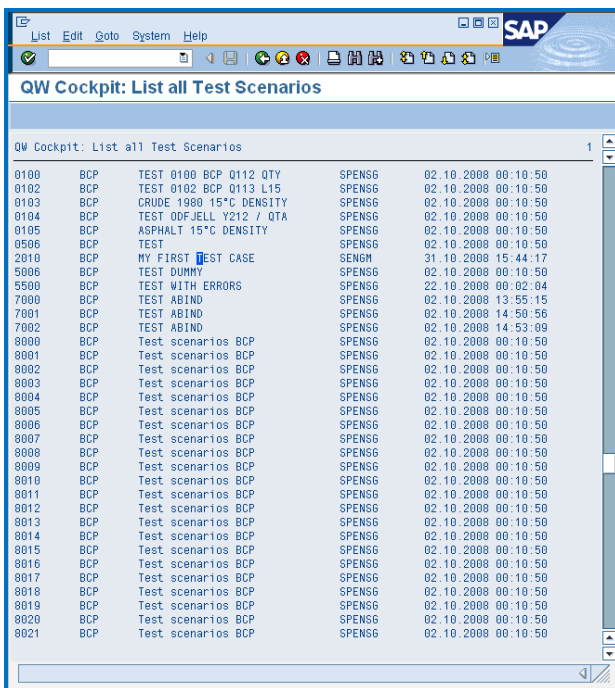 List Edit Goto System Help
SAP
QW Cockpit: List all Test Scenarios
QW Cockpit: List all Test Scenarios 1
0100 BCP TEST 0100 BCP Q112 QTY SPENSG 02.10.2008 00:10:50
0102 BCP TEST 0102 BCP Q113 L15 SPENSG 02.10.2008 00:10:50
0103 BCP CRUDE 1980 15°C DENSITY SPENSG 02.10.2008 00:10:50
0104 BCP TEST ODFJELL Y212 / QTA SPENSG 02.10.2008 00:10:50
0105 BCP ASPHALT 15°C DENSITY SPENSG 02.10.2008 00:10:50
0506 BCP TEST SPENSG 02.10.2008 00:10:50
2010 BCP MY FIRST TEST CASE SENGM 31.10.2008 15:44:17
5006 BCP TEST DUMMY SPENSG 02.10.2008 00:10:50
5500 BCP TEST WITH ERRORS SPENSG 22.10.2008 00:02:04
7000 BCP TEST ABIND SPENSG 02.10.2008 13:55:15
7001 BCP TEST ABIND SPENSG 02.10.2008 14:50:56
7002 BCP TEST ABIND SPENSG 02.10.2008 14:53:09
8000 BCP Test scenarios BCP SPENSG 02.10.2008 00:10:50
8001 BCP Test scenarios BCP SPENSG 02.10.2008 00:10:50
8002 BCP Test scenarios BCP SPENSG 02.10.2008 00:10:50
8003 BCP Test scenarios BCP SPENSG 02.10.2008 00:10:50
8004 BCP Test scenarios BCP SPENSG 02.10.2008 00:10:50
8005 BCP Test scenarios BCP SPENSG 02.10.2008 00:10:50
8006 BCP Test scenarios BCP SPENSG 02.10.2008 00:10:50
8007 BCP Test scenarios BCP SPENSG 02.10.2008 00:10:50
8008 BCP Test scenarios BCP SPENSG 02.10.2008 00:10:50
8009 BCP Test scenarios BCP SPENSG 02.10.2008 00:10:50
8010 BCP Test scenarios BCP SPENSG 02.10.2008 00:10:50
8011 BCP Test scenarios BCP SPENSG 02.10.2008 00:10:50
8012 BCP Test scenarios BCP SPENSG 02.10.2008 00:10:50
8013 BCP Test scenarios BCP SPENSG 02.10.2008 00:10:50
8014 BCP Test scenarios BCP SPENSG 02.10.2008 00:10:50
8015 BCP Test scenarios BCP SPENSG 02.10.2008 00:10:50
8016 BCP Test scenarios BCP SPENSG 02.10.2008 00:10:50
8017 BCP Test scenarios BCP SPENSG 02.10.2008 00:10:50
8018 BCP Test scenarios BCP SPENSG 02.10.2008 00:10:50
8019 BCP Test scenarios BCP SPENSG 02.10.2008 00:10:50
8020 BCP Test scenarios BCP SPENSG 02.10.2008 00:10:50
8021 BCP Test scenarios BCP SPENSG 02.10.2008 00:10:50